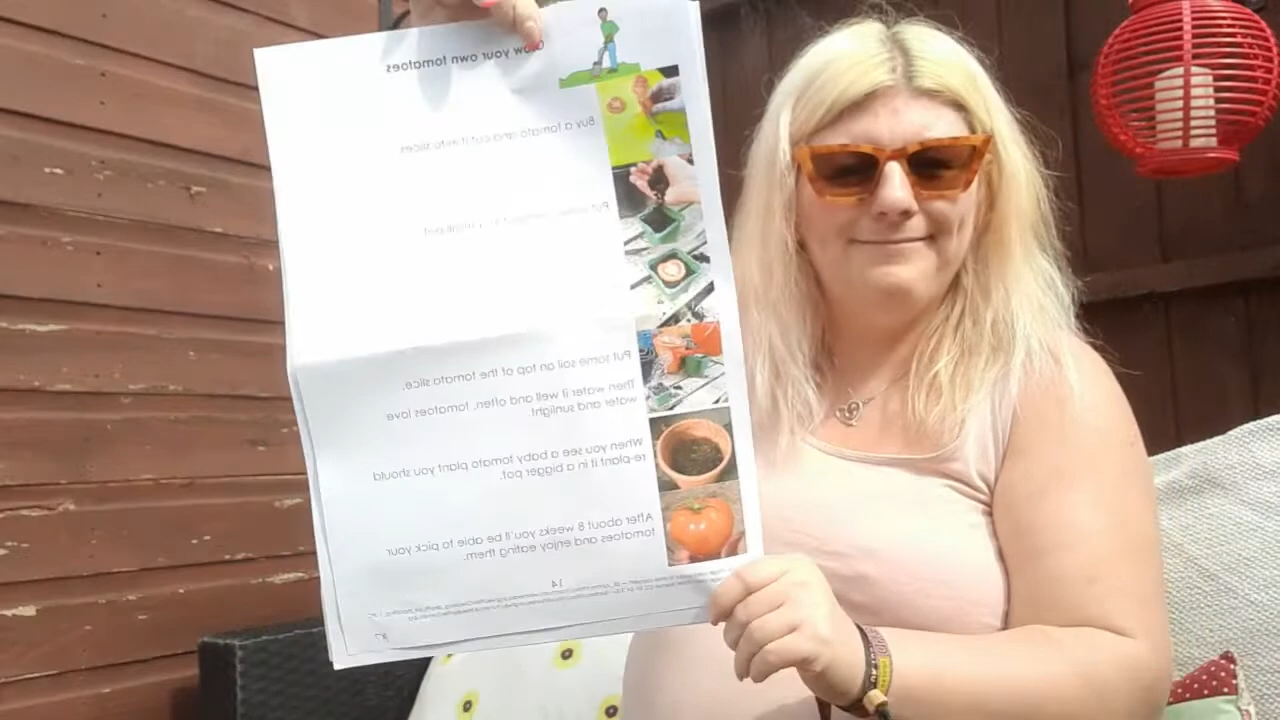 Grow your own tomatoes
Buy a tomato and cut it into slices.
Put some
Put some soil on top of the tomato slice.
Then water it well and often, tomatoes love
water and sunlight!
When you see a baby tomato plant you should
re-plant it in a bigger pot.
After about 8 weeks you'll be able to pick your
tomatoes and enjoy eating them.
14